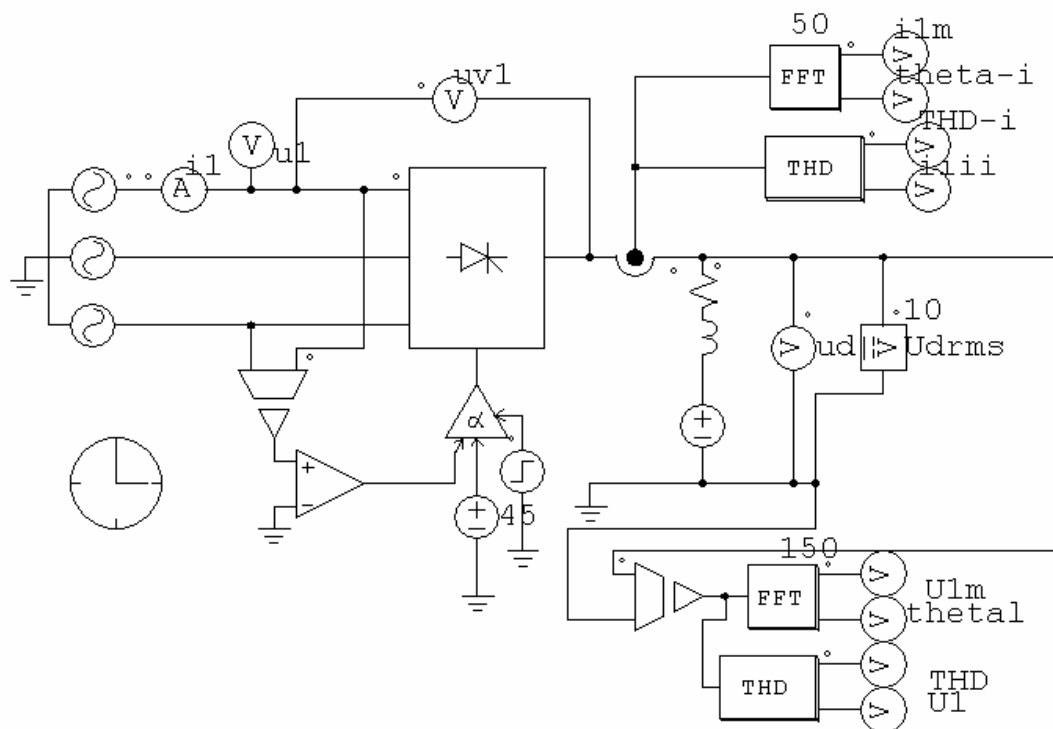 50
i1m
FFT
theta-i
uv1
V
V
V
THD-i
V
u1
i1
A
THD
iiii
V
V
10
V
ud
V
Udrms
α
45
150
V
U1m
FFT
V
theta1
V
THD
THD
U1
V